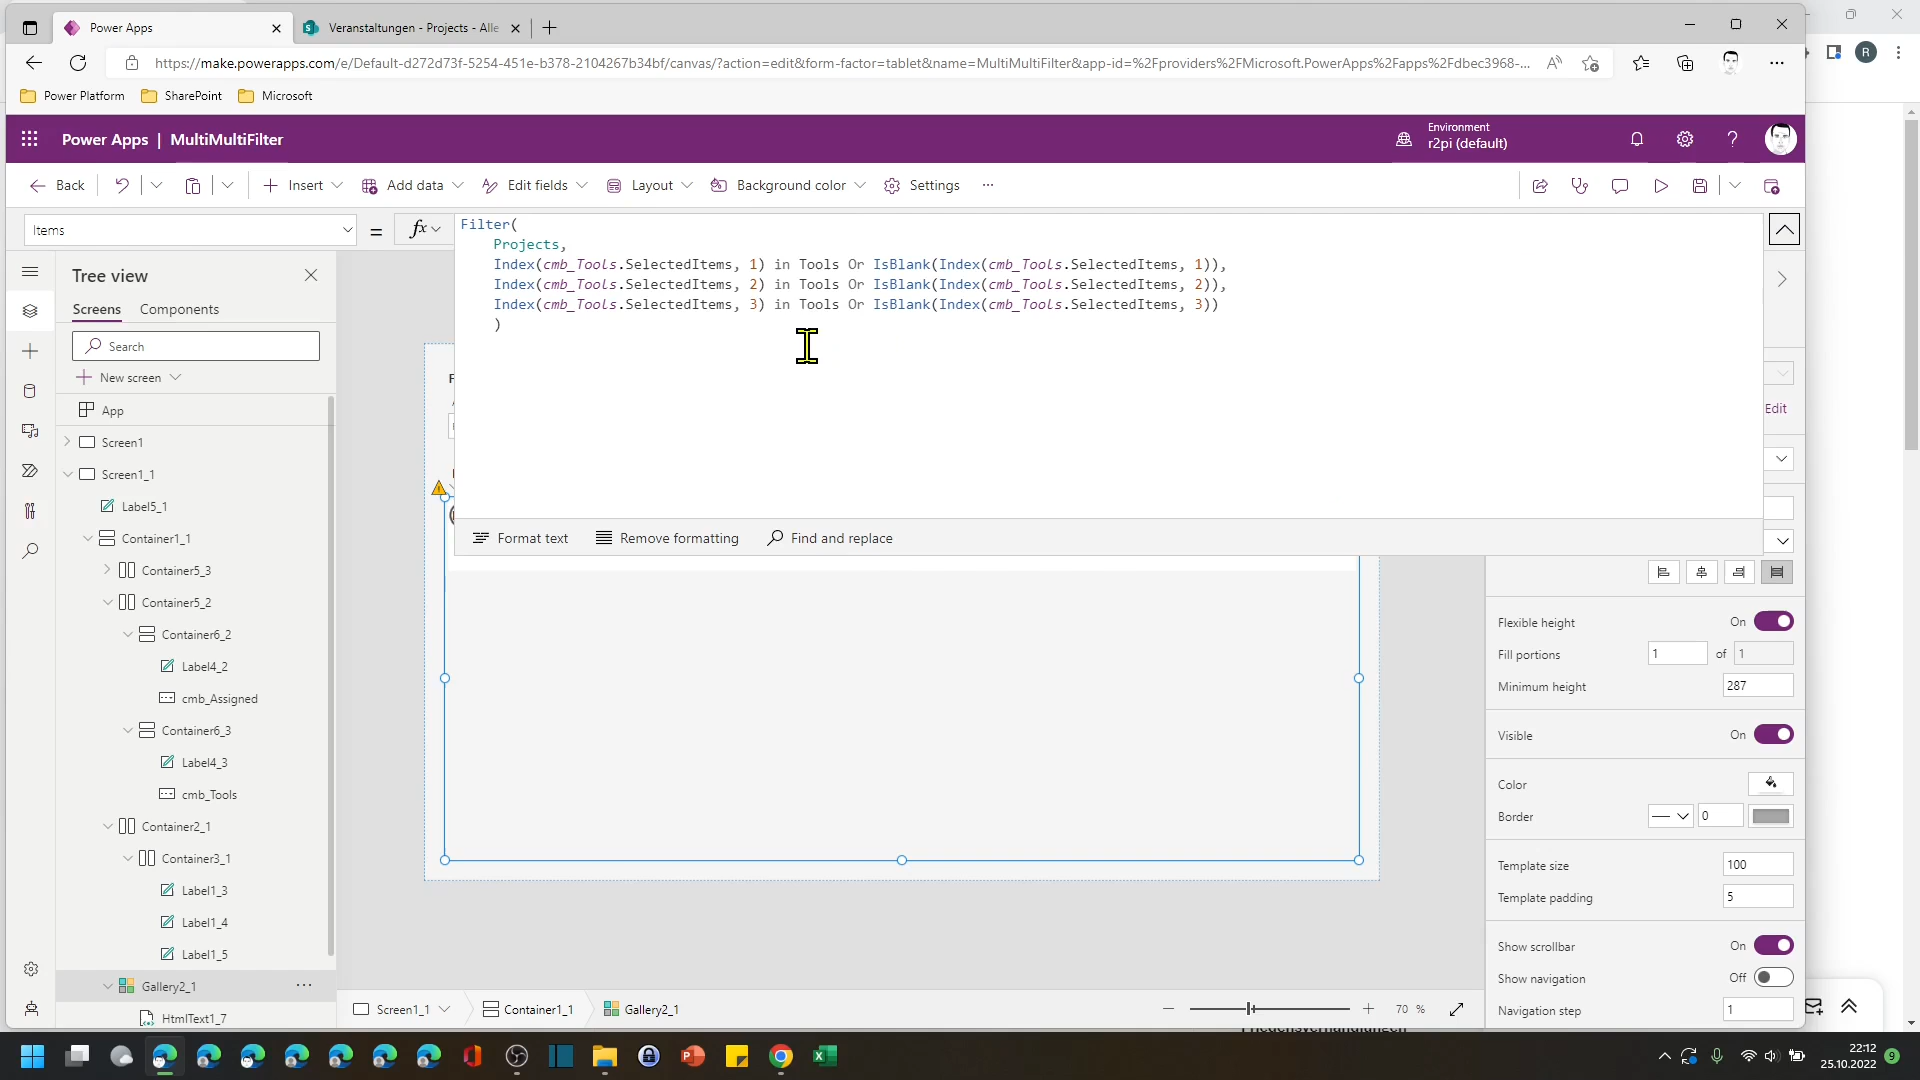 Power Apps
Veranstaltungen - Projects - Alle
https://make.powerapps.com/e/Default-d272d73f-5254-451e-b378-2104267b34bf/canvas/?action=edit&form-factor=tablet&name=MultiMultiFilter&app-id=%2Fproviders%2FMicrosoft.PowerApps%2Fapps%2Fdbec3968-...
R
Power Platform
SharePoint
Microsoft
Power Apps | MultiMultiFilter
Environment
r2pi (default)
Back
Insert
Add data
Edit fields
Layout
Background color
Settings
Items
=
fx
Filter(
Projects,
Index(cmb_Tools.SelectedItems, 1) in Tools Or IsBlank(Index(cmb_Tools.SelectedItems, 1)),
Index(cmb_Tools.SelectedItems, 2) in Tools Or IsBlank(Index(cmb_Tools.SelectedItems, 2)),
Index(cmb_Tools.SelectedItems, 3) in Tools Or IsBlank(Index(cmb_Tools.SelectedItems, 3))
)
Format text
Remove formatting
Find and replace
Tree view
Screens
Components
Search
New screen
App
Screen1
Screen1_1
Label5_1
Container1_1
Container5_3
Container5_2
Container6_2
Label4_2
cmb_Assigned
Container6_3
Label4_3
cmb_Tools
Container2_1
Container3_1
Label1_3
Label1_4
Label1_5
Gallery2_1
HtmlText1_7
Edit
Flexible height
On
Fill portions
1 of 1
Minimum height
287
Visible
On
Color
Border
0
Template size
100
Template padding
5
Show scrollbar
On
Show navigation
Off
Navigation step
1
Screen1_1
Container1_1
Gallery2_1
70 %
22:12
25.10.2022
9